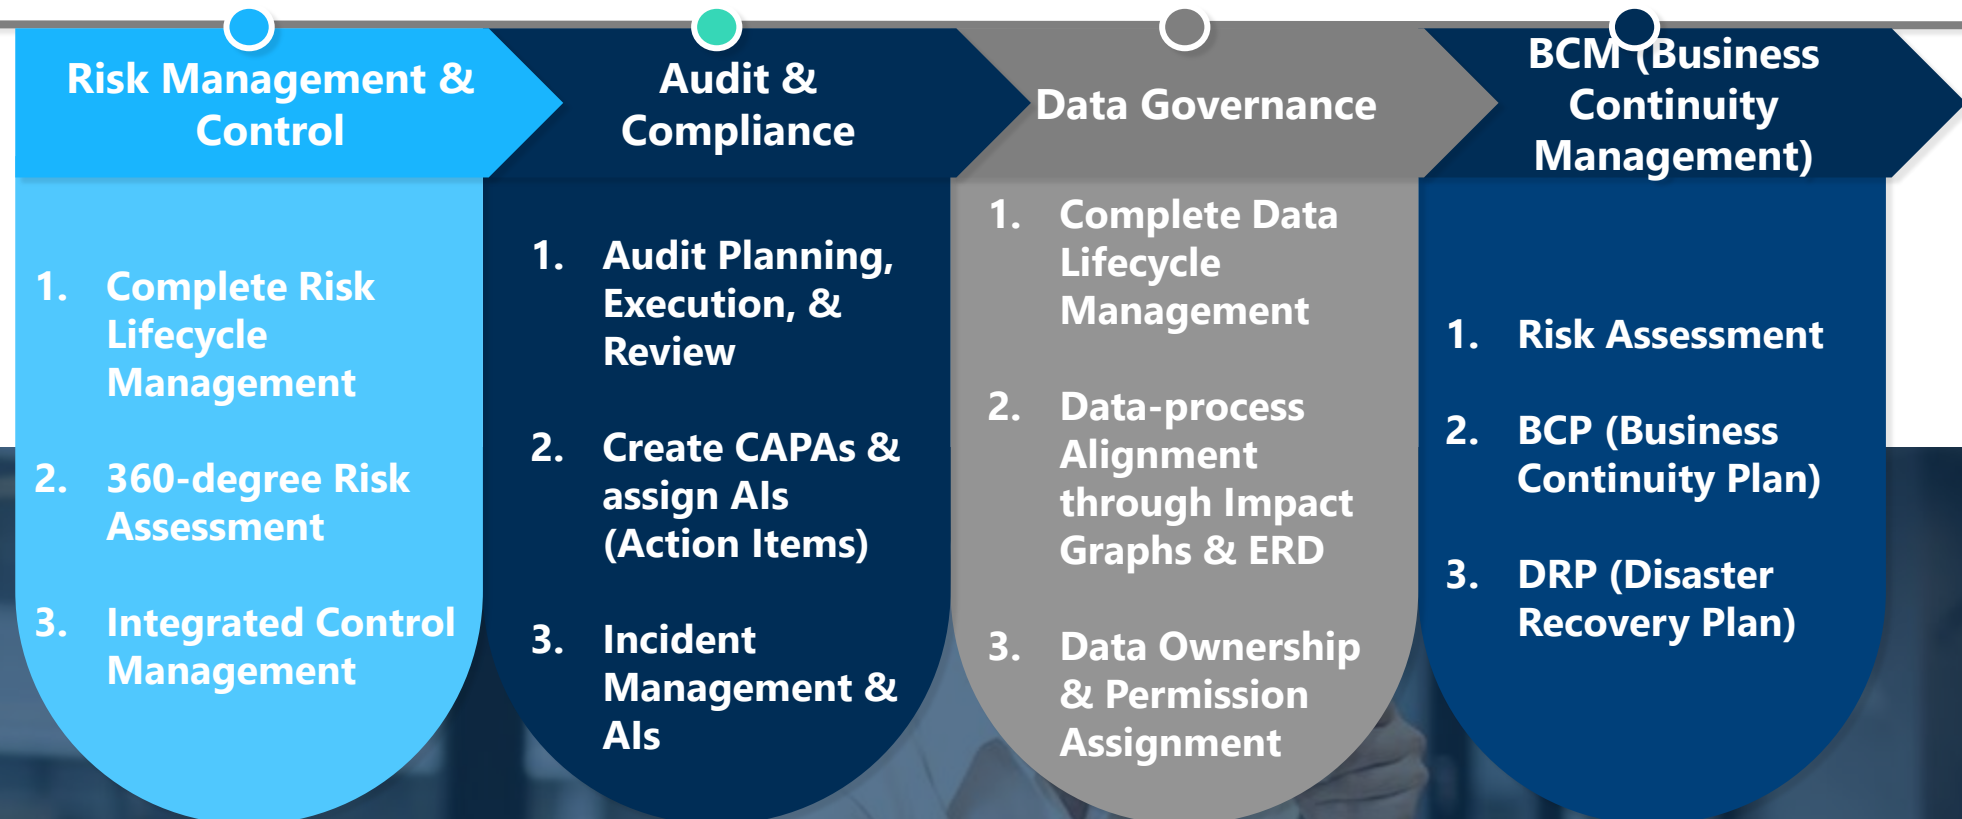 Risk Management &
Control
1. Complete Risk
Lifecycle
Management
2. 360-degree Risk
Assessment
3. Integrated Control
Management
Audit &
Compliance
1. Audit Planning,
Execution, &
Review
2. Create CAPAs &
assign AIs
(Action Items)
3. Incident
Management &
AIs
Data Governance
1. Complete Data
Lifecycle
Management
2. Data-process
Alignment
through Impact
Graphs & ERD
3. Data Ownership
& Permission
Assignment
BCM (Business
Continuity
Management)
1. Risk Assessment
2. BCP (Business
Continuity Plan)
3. DRP (Disaster
Recovery Plan)